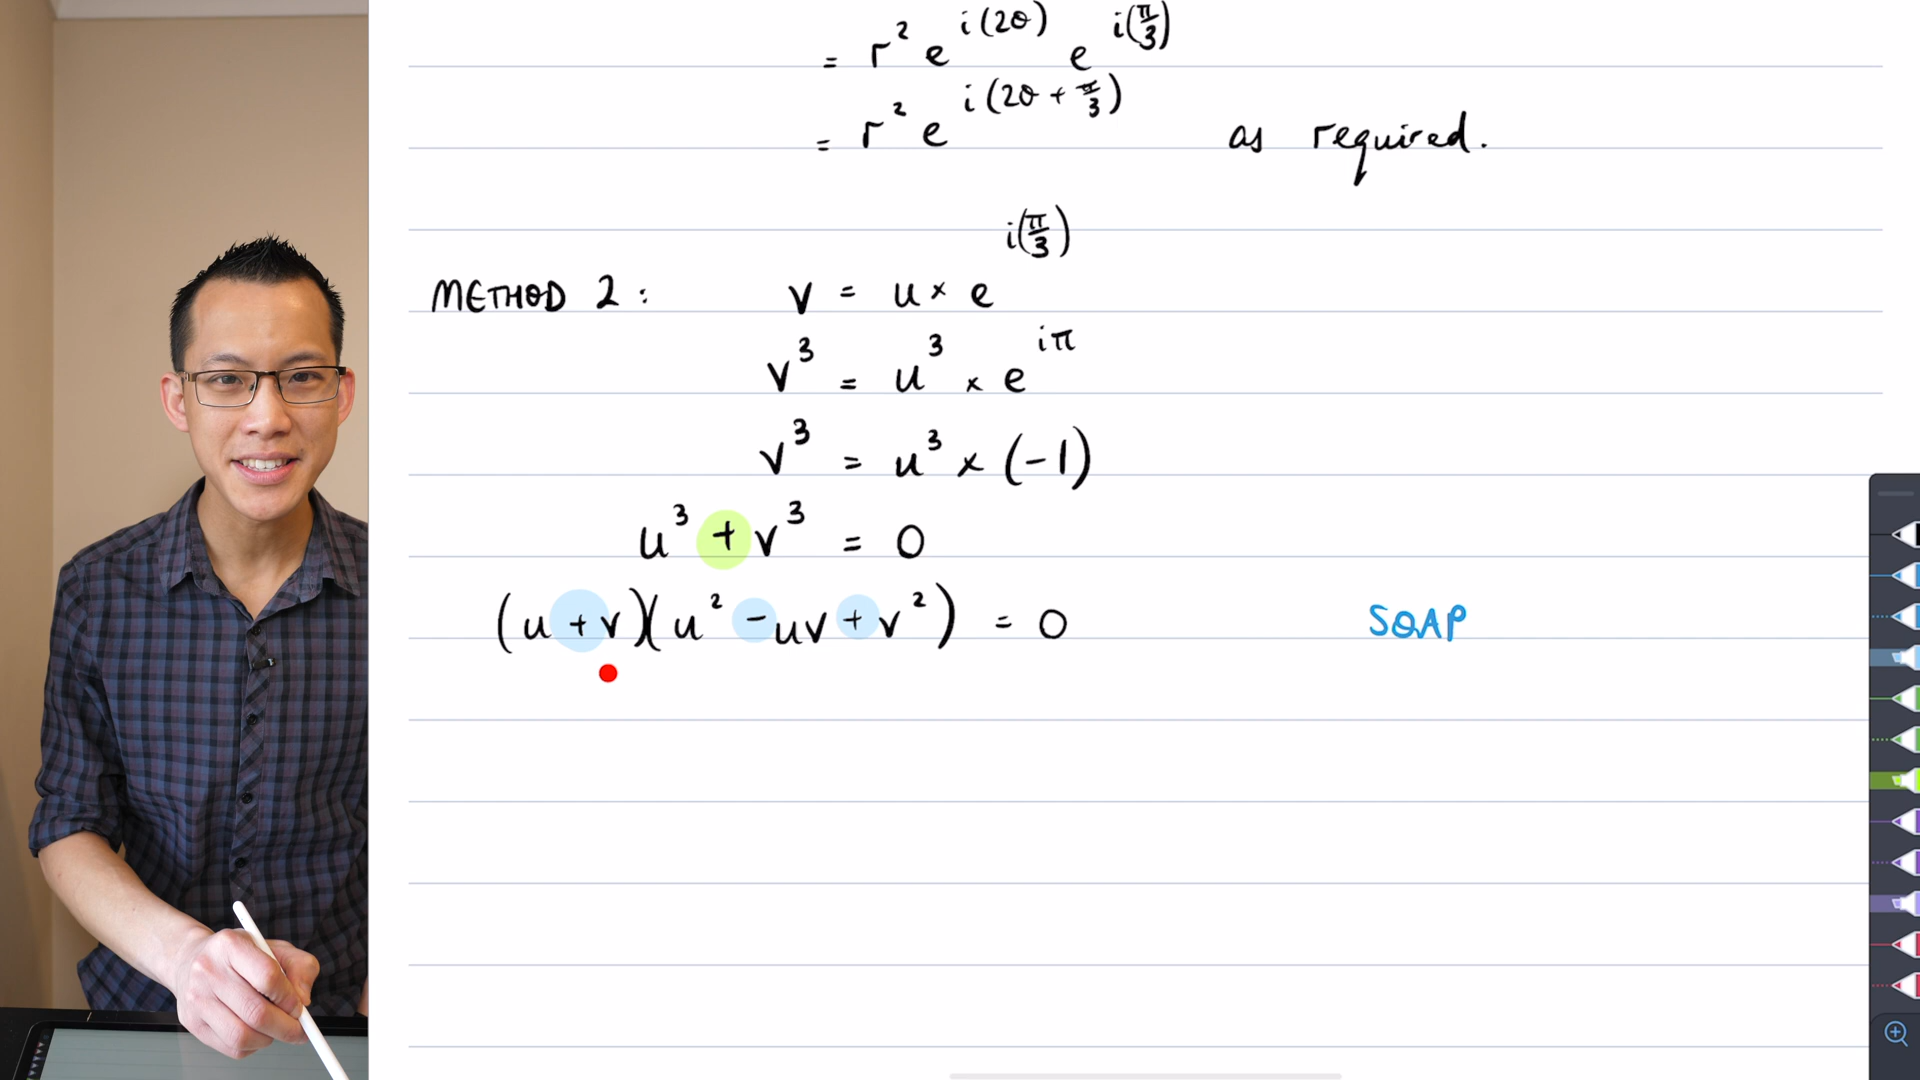 = r² e^{i(2θ)} e^{i(π/3)}
= r² e^{i(2θ + π/3)} as required.
METHOD 2 : v = u × e^{i(π/3)}
v³ = u³ × e^{iπ}
v³ = u³ × (-1)
u³ + v³ = 0
(u + v)(u² - uv + v²) = 0 SOAP